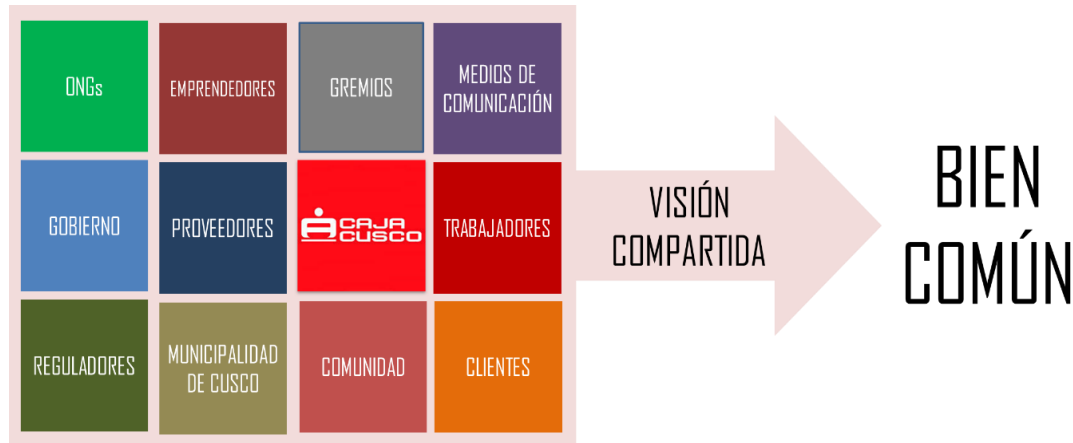 ONGs
EMPRENDEDORES
GREMIOS
MEDIOS DE
COMUNICACIÓN
GOBIERNO
PROVEEDORES
CAJA
CUSCO
TRABAJADORES
REGULADORES
MUNICIPALIDAD
DE CUSCO
COMUNIDAD
CLIENTES
VISIÓN
COMPARTIDA
BIEN
COMÚN